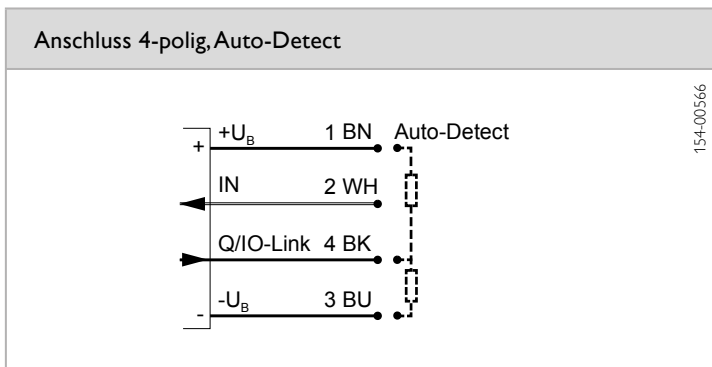 Anschluss 4-polig, Auto-Detect
154-00566
+ +U_B 1 BN Auto-Detect
IN 2 WH
Q/IO-Link 4 BK
- -U_B 3 BU